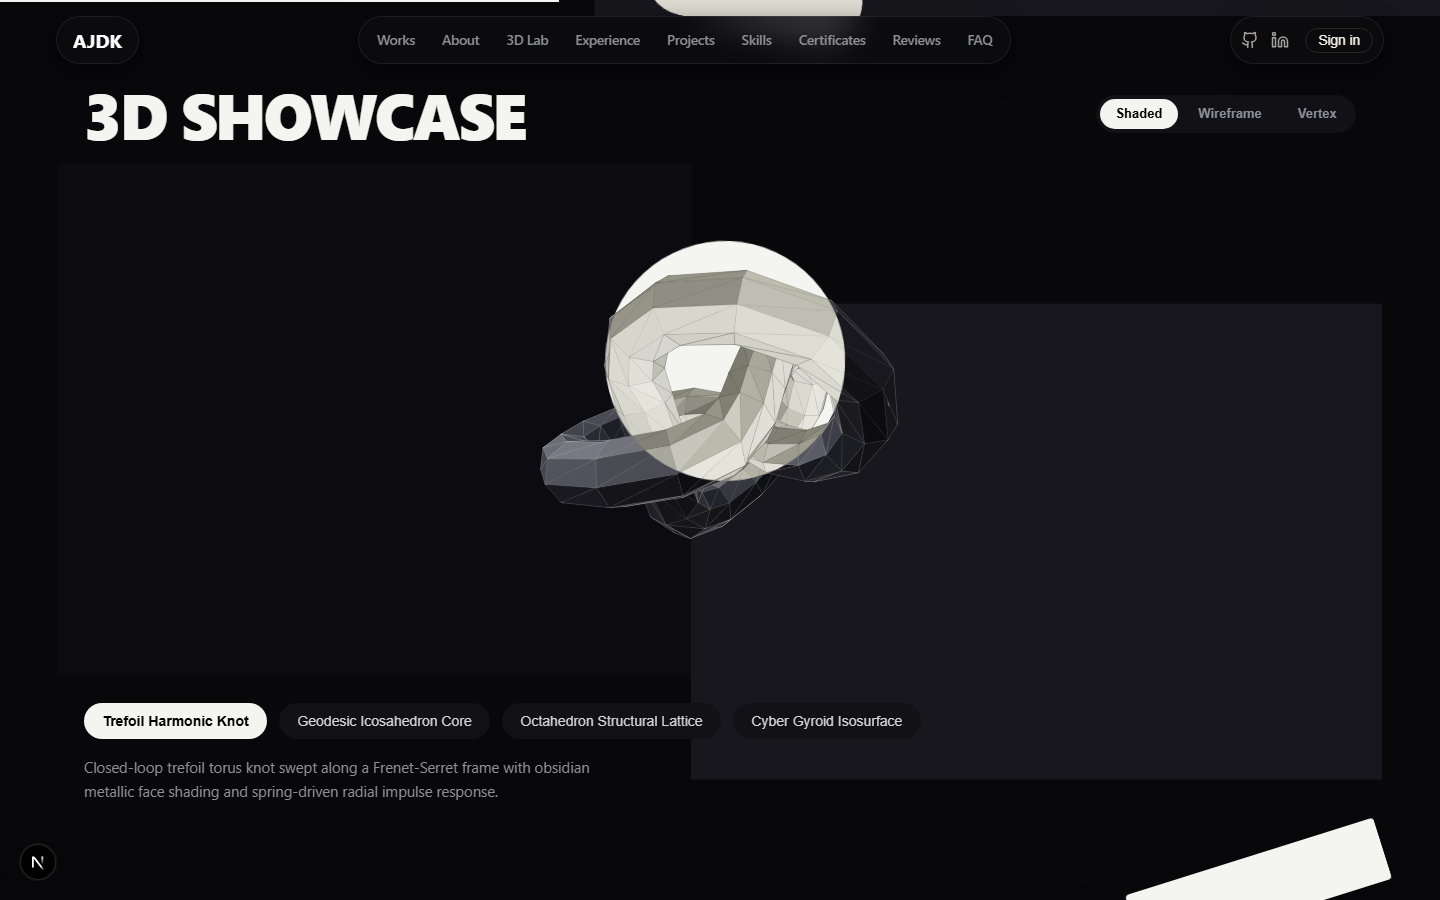 AJDK
Works About 3D Lab Experience Projects Skills Certificates Reviews FAQ
Sign in
3D SHOWCASE
Shaded Wireframe Vertex
Trefoil Harmonic Knot Geodesic Icosahedron Core Octahedron Structural Lattice Cyber Gyroid Isosurface
Closed-loop trefoil torus knot swept along a Frenet-Serret frame with obsidian
metallic face shading and spring-driven radial impulse response.
N